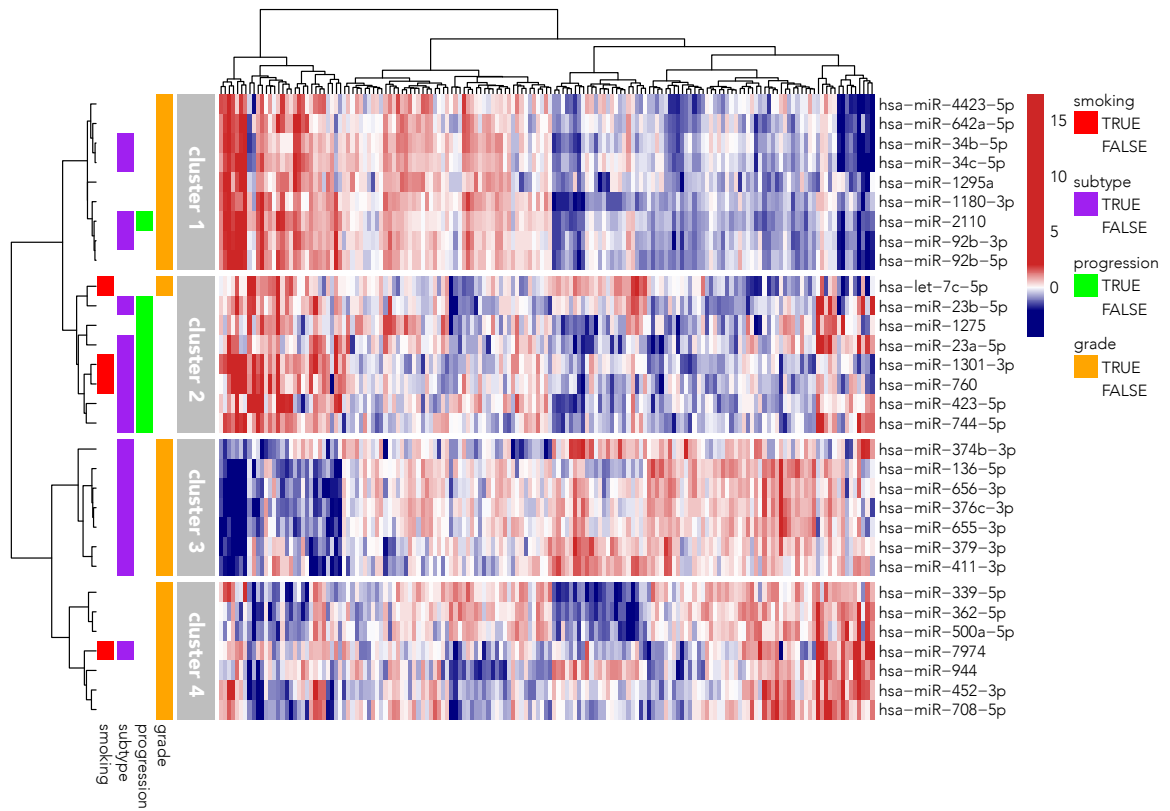 cluster 1
cluster 2
cluster 3
cluster 4
hsa-miR-4423-5p
hsa-miR-642a-5p
hsa-miR-34b-5p
hsa-miR-34c-5p
hsa-miR-1295a
hsa-miR-1180-3p
hsa-miR-2110
hsa-miR-92b-3p
hsa-miR-92b-5p
hsa-let-7c-5p
hsa-miR-23b-5p
hsa-miR-1275
hsa-miR-23a-5p
hsa-miR-1301-3p
hsa-miR-760
hsa-miR-423-5p
hsa-miR-744-5p
hsa-miR-374b-3p
hsa-miR-136-5p
hsa-miR-656-3p
hsa-miR-376c-3p
hsa-miR-655-3p
hsa-miR-379-3p
hsa-miR-411-3p
hsa-miR-339-5p
hsa-miR-362-5p
hsa-miR-500a-5p
hsa-miR-7974
hsa-miR-944
hsa-miR-452-3p
hsa-miR-708-5p
15
10
5
0
smoking
TRUE
FALSE
subtype
TRUE
FALSE
progression
TRUE
FALSE
grade
TRUE
FALSE
smoking
subtype
progression
grade